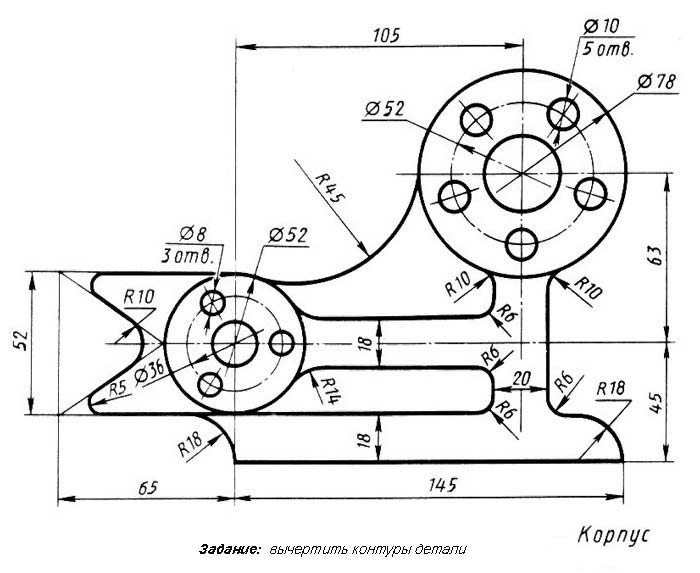 105
Ø10
5 отв.
Ø78
Ø52
R45
Ø8
3 отв.
Ø52
R10
R10
R10
63
52
R6
18
R6
20
R6
R18
R5
Ø36
R14
R6
45
R18
18
65
145
Корпус
Задание: вычертить контуры детали